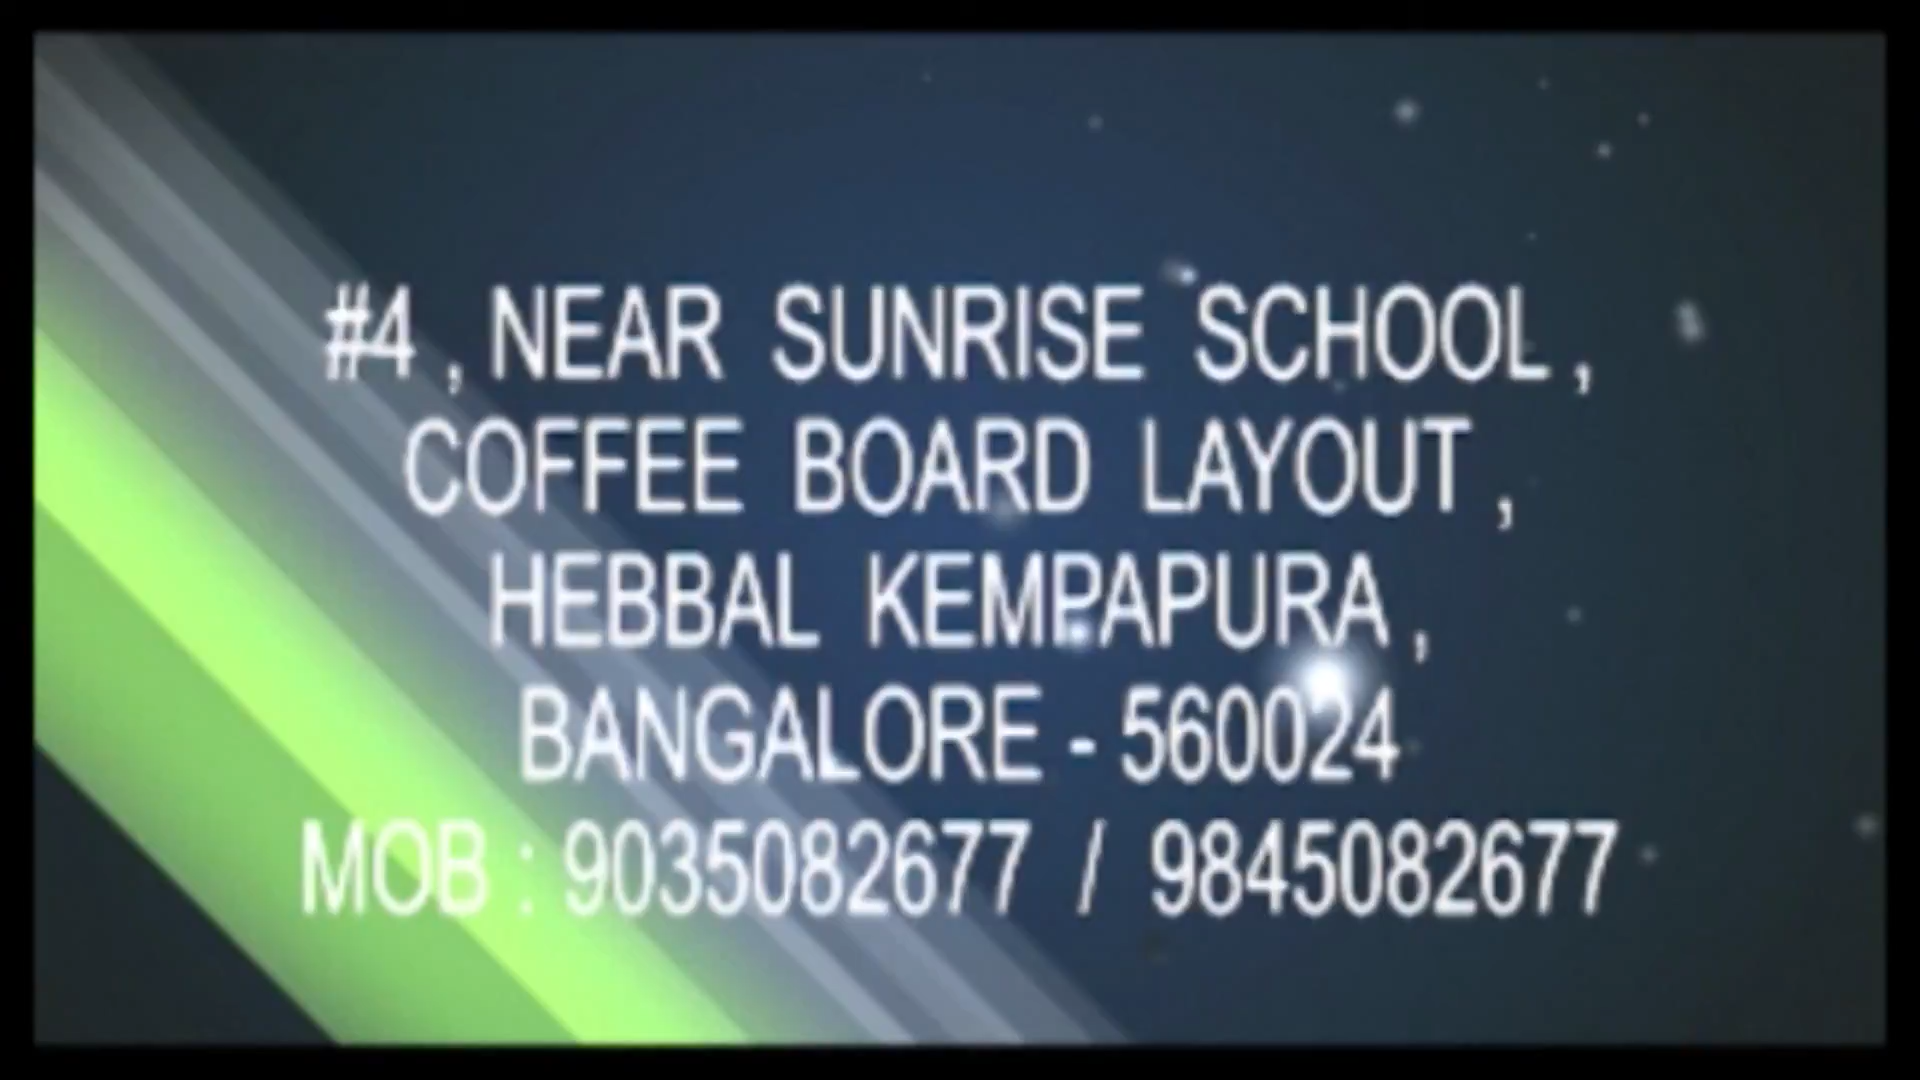 #4 , NEAR SUNRISE SCHOOL ,
COFFEE BOARD LAYOUT ,
HEBBAL KEMPAPURA ,
BANGALORE - 560024
MOB : 9035082677 / 9845082677